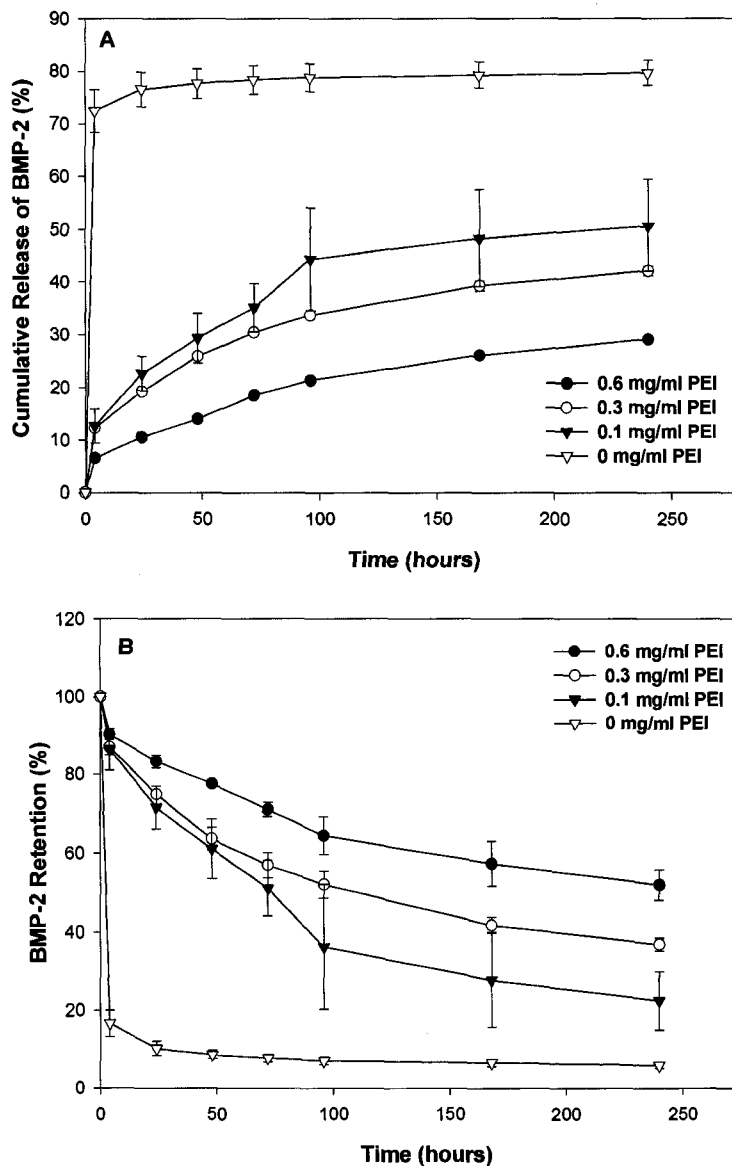 A
Cumulative Release of BMP-2 (%)
90
80
70
60
50
40
30
20
10
0
0.6 mg/ml PEI
0.3 mg/ml PEI
0.1 mg/ml PEI
0 mg/ml PEI
0 50 100 150 200 250
Time (hours)
B
BMP-2 Retention (%)
120
100
80
60
40
20
0
0.6 mg/ml PEI
0.3 mg/ml PEI
0.1 mg/ml PEI
0 mg/ml PEI
0 50 100 150 200 250
Time (hours)